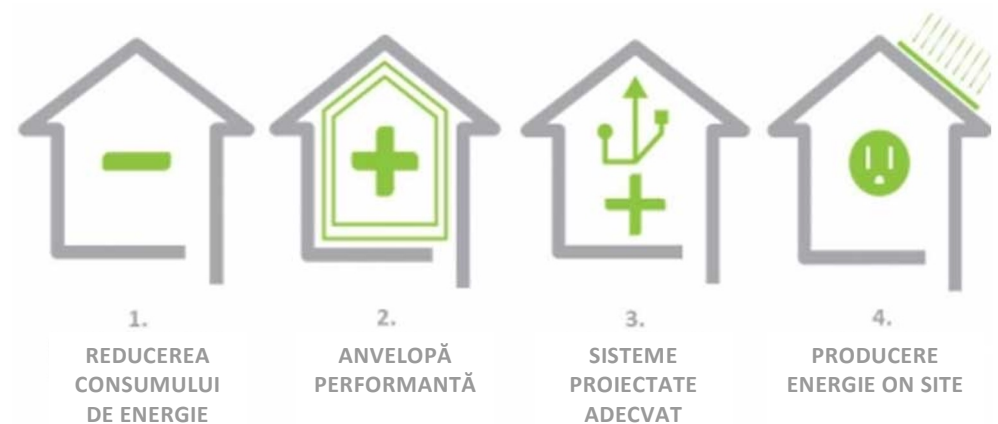 1.
REDUCEREA
CONSUMULUI
DE ENERGIE
2.
ANVELOPĂ
PERFORMANTĂ
3.
SISTEME
PROIECTATE
ADECVAT
4.
PRODUCERE
ENERGIE ON SITE